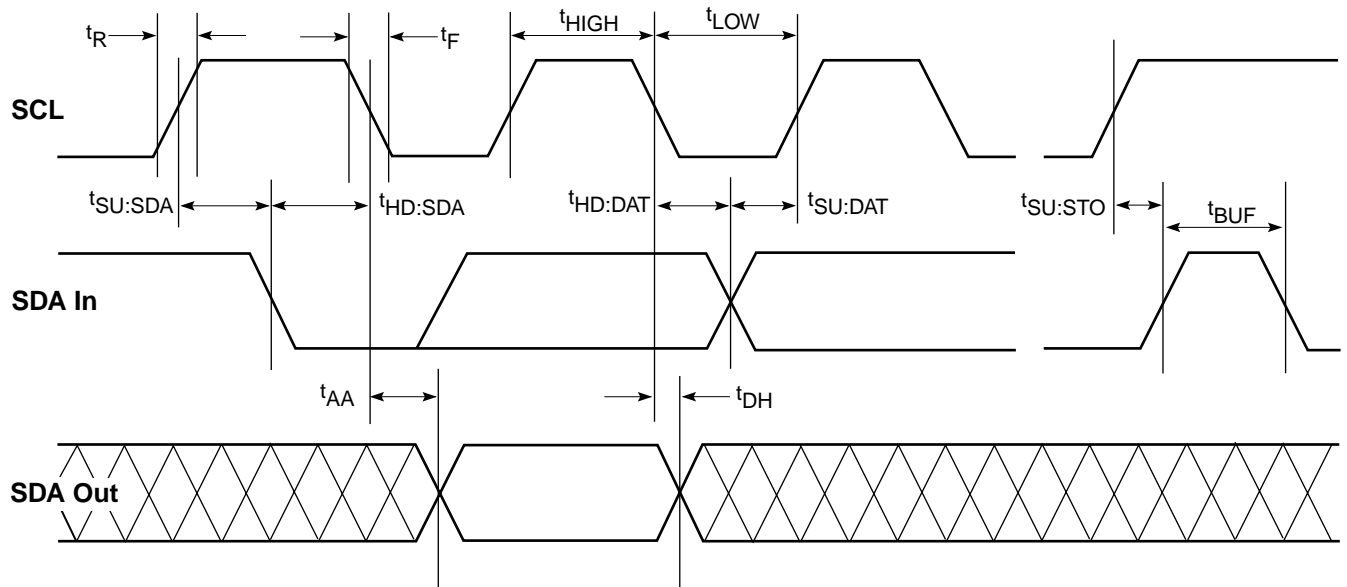 tR
tF
tHIGH
tLOW
SCL
tSU:SDA
tHD:SDA
tHD:DAT
tSU:DAT
tSU:STO
tBUF
SDA In
tAA
tDH
SDA Out